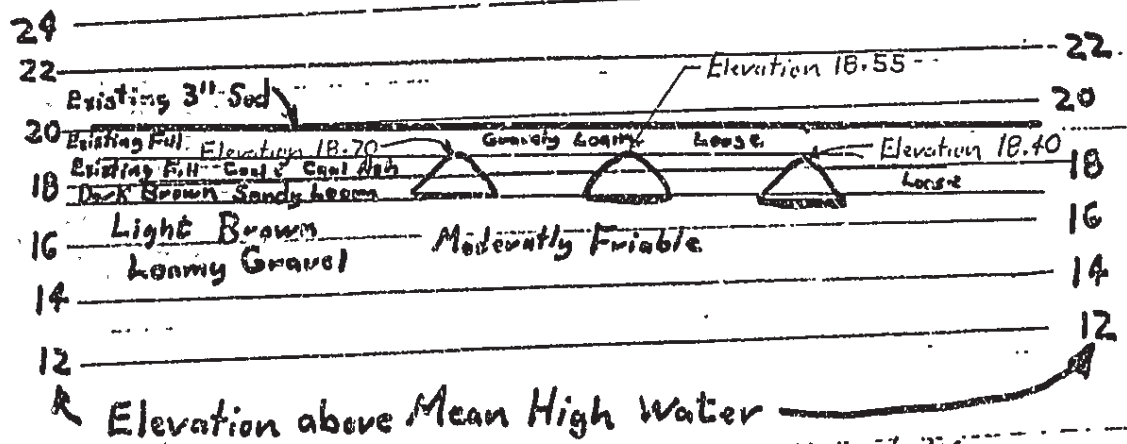 24
22 22.
Elevation 18.55
Existing 3" Sod
20 20
Existing Fill Gravely Loamy Loose
Elevation 18.70 Elevation 18.40
Existing Fill Coal & Coal Ash 18
18 Dark Brown Sandy Loam Loose
Light Brown 16
16 Moderatly Friable
Loamy Gravel
14 14
12 12
Elevation above Mean High Water